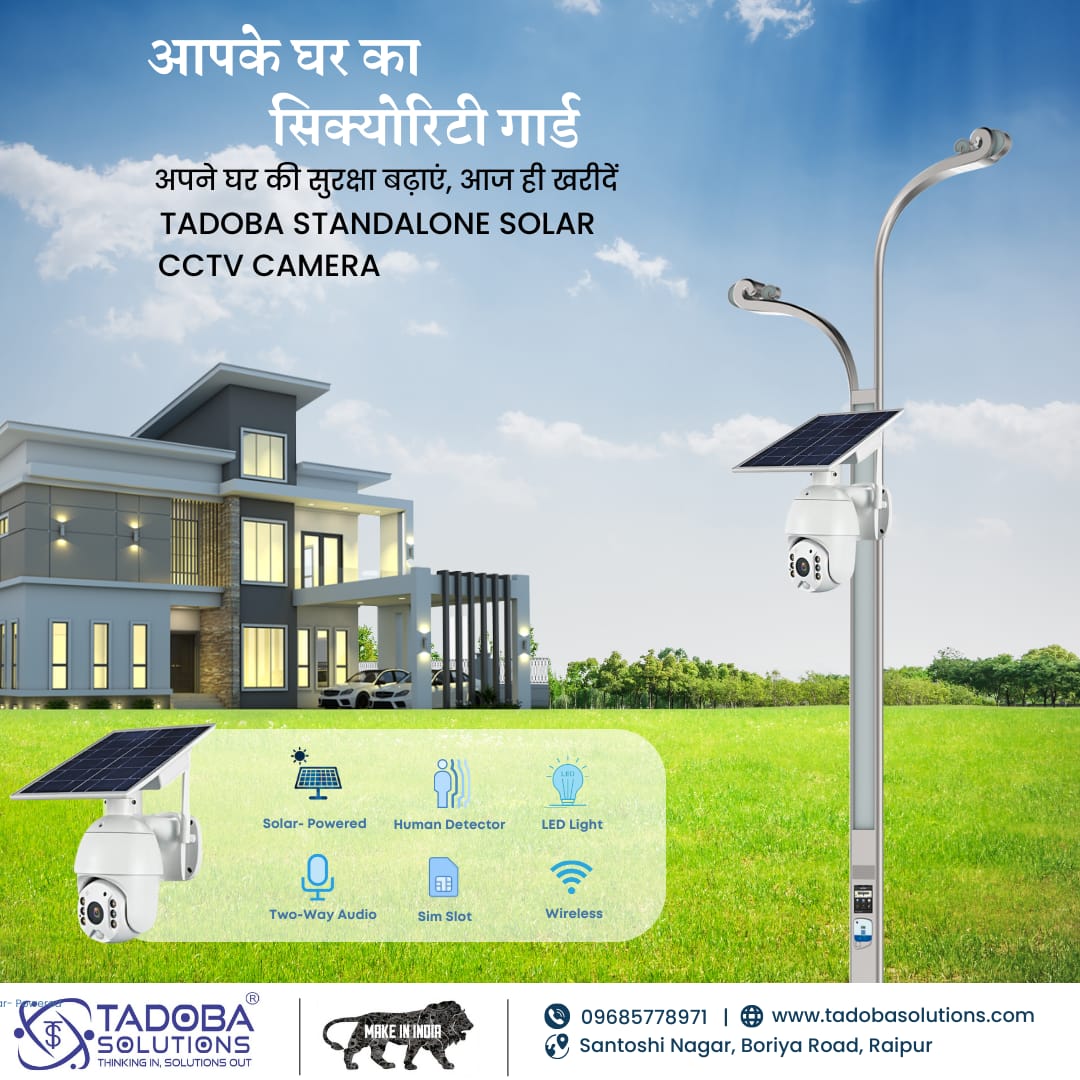 आपके घर का
सिक्योरिटी गार्ड
अपने घर की सुरक्षा बढ़ाएं, आज ही खरीदें
TADOBA STANDALONE SOLAR
CCTV CAMERA
LED
Solar- Powered
Human Detector
LED Light
Two-Way Audio
Sim Slot
Wireless
ar- Powered
TADOBA®
SOLUTIONS
THINKING IN, SOLUTIONS OUT
MAKE IN INDIA
09685778971 | www.tadobasolutions.com
Santoshi Nagar, Boriya Road, Raipur